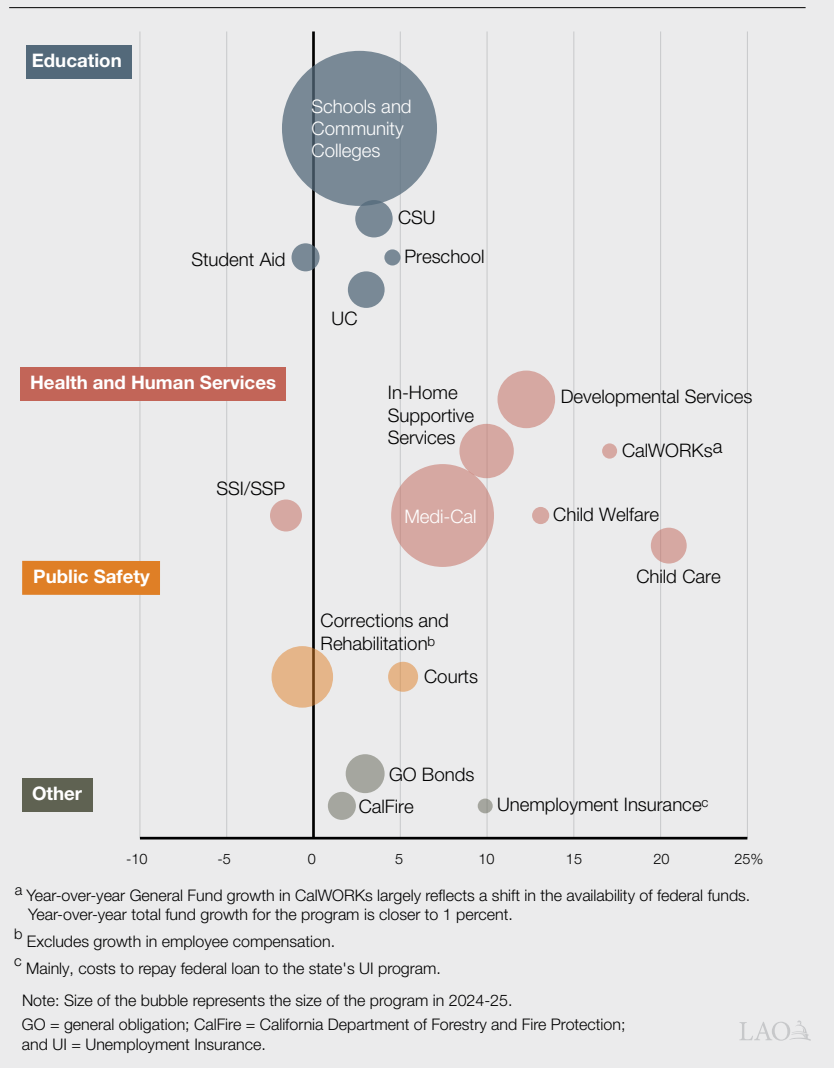 Education
Schools and
Community
Colleges
CSU
Student Aid
Preschool
UC
Health and Human Services
In-Home
Supportive
Services
Developmental Services
CalWORKsa
SSI/SSP
Medi-Cal
Child Welfare
Child Care
Public Safety
Corrections and
Rehabilitationb
Courts
Other
GO Bonds
CalFire
Unemployment Insurancec
-10 -5 0 5 10 15 20 25%
a Year-over-year General Fund growth in CalWORKs largely reflects a shift in the availability of federal funds.
Year-over-year total fund growth for the program is closer to 1 percent.
b Excludes growth in employee compensation.
c Mainly, costs to repay federal loan to the state's UI program.
Note: Size of the bubble represents the size of the program in 2024-25.
GO = general obligation; CalFire = California Department of Forestry and Fire Protection;
and UI = Unemployment Insurance.
LAO